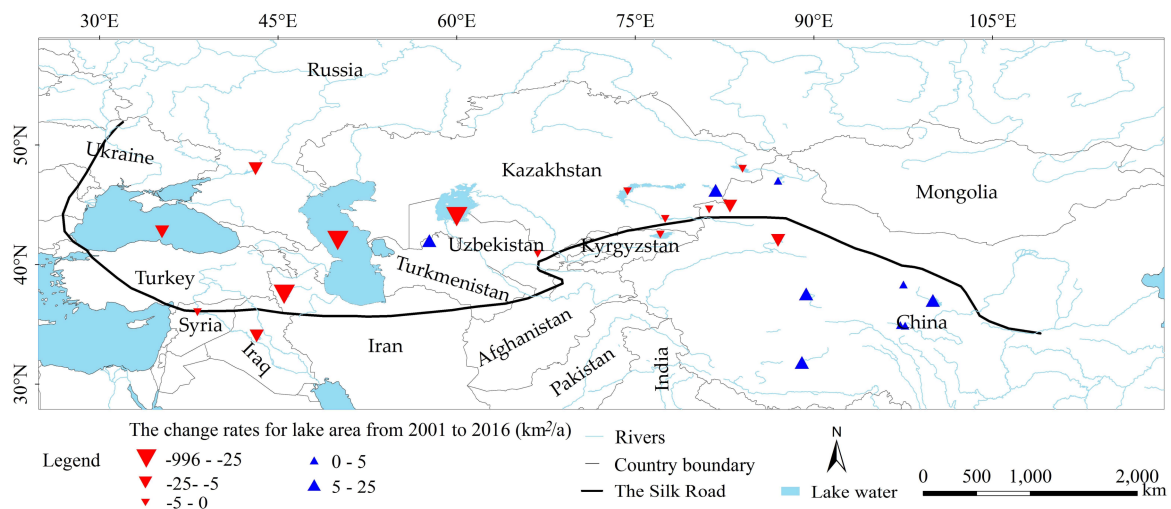 30°E 45°E 60°E 75°E 90°E 105°E
50°N
40°N
30°N
Russia
Ukraine
Kazakhstan
Mongolia
Uzbekistan
Kyrgyzstan
Turkey
Turkmenistan
Syria
China
Iraq
Iran
Afghanistan
Pakistan
India
The change rates for lake area from 2001 to 2016 (km²/a)
Legend
-996 - -25
-25- -5
-5 - 0
0 - 5
5 - 25
Rivers
Country boundary
The Silk Road
Lake water
N
0 500 1,000 2,000
km